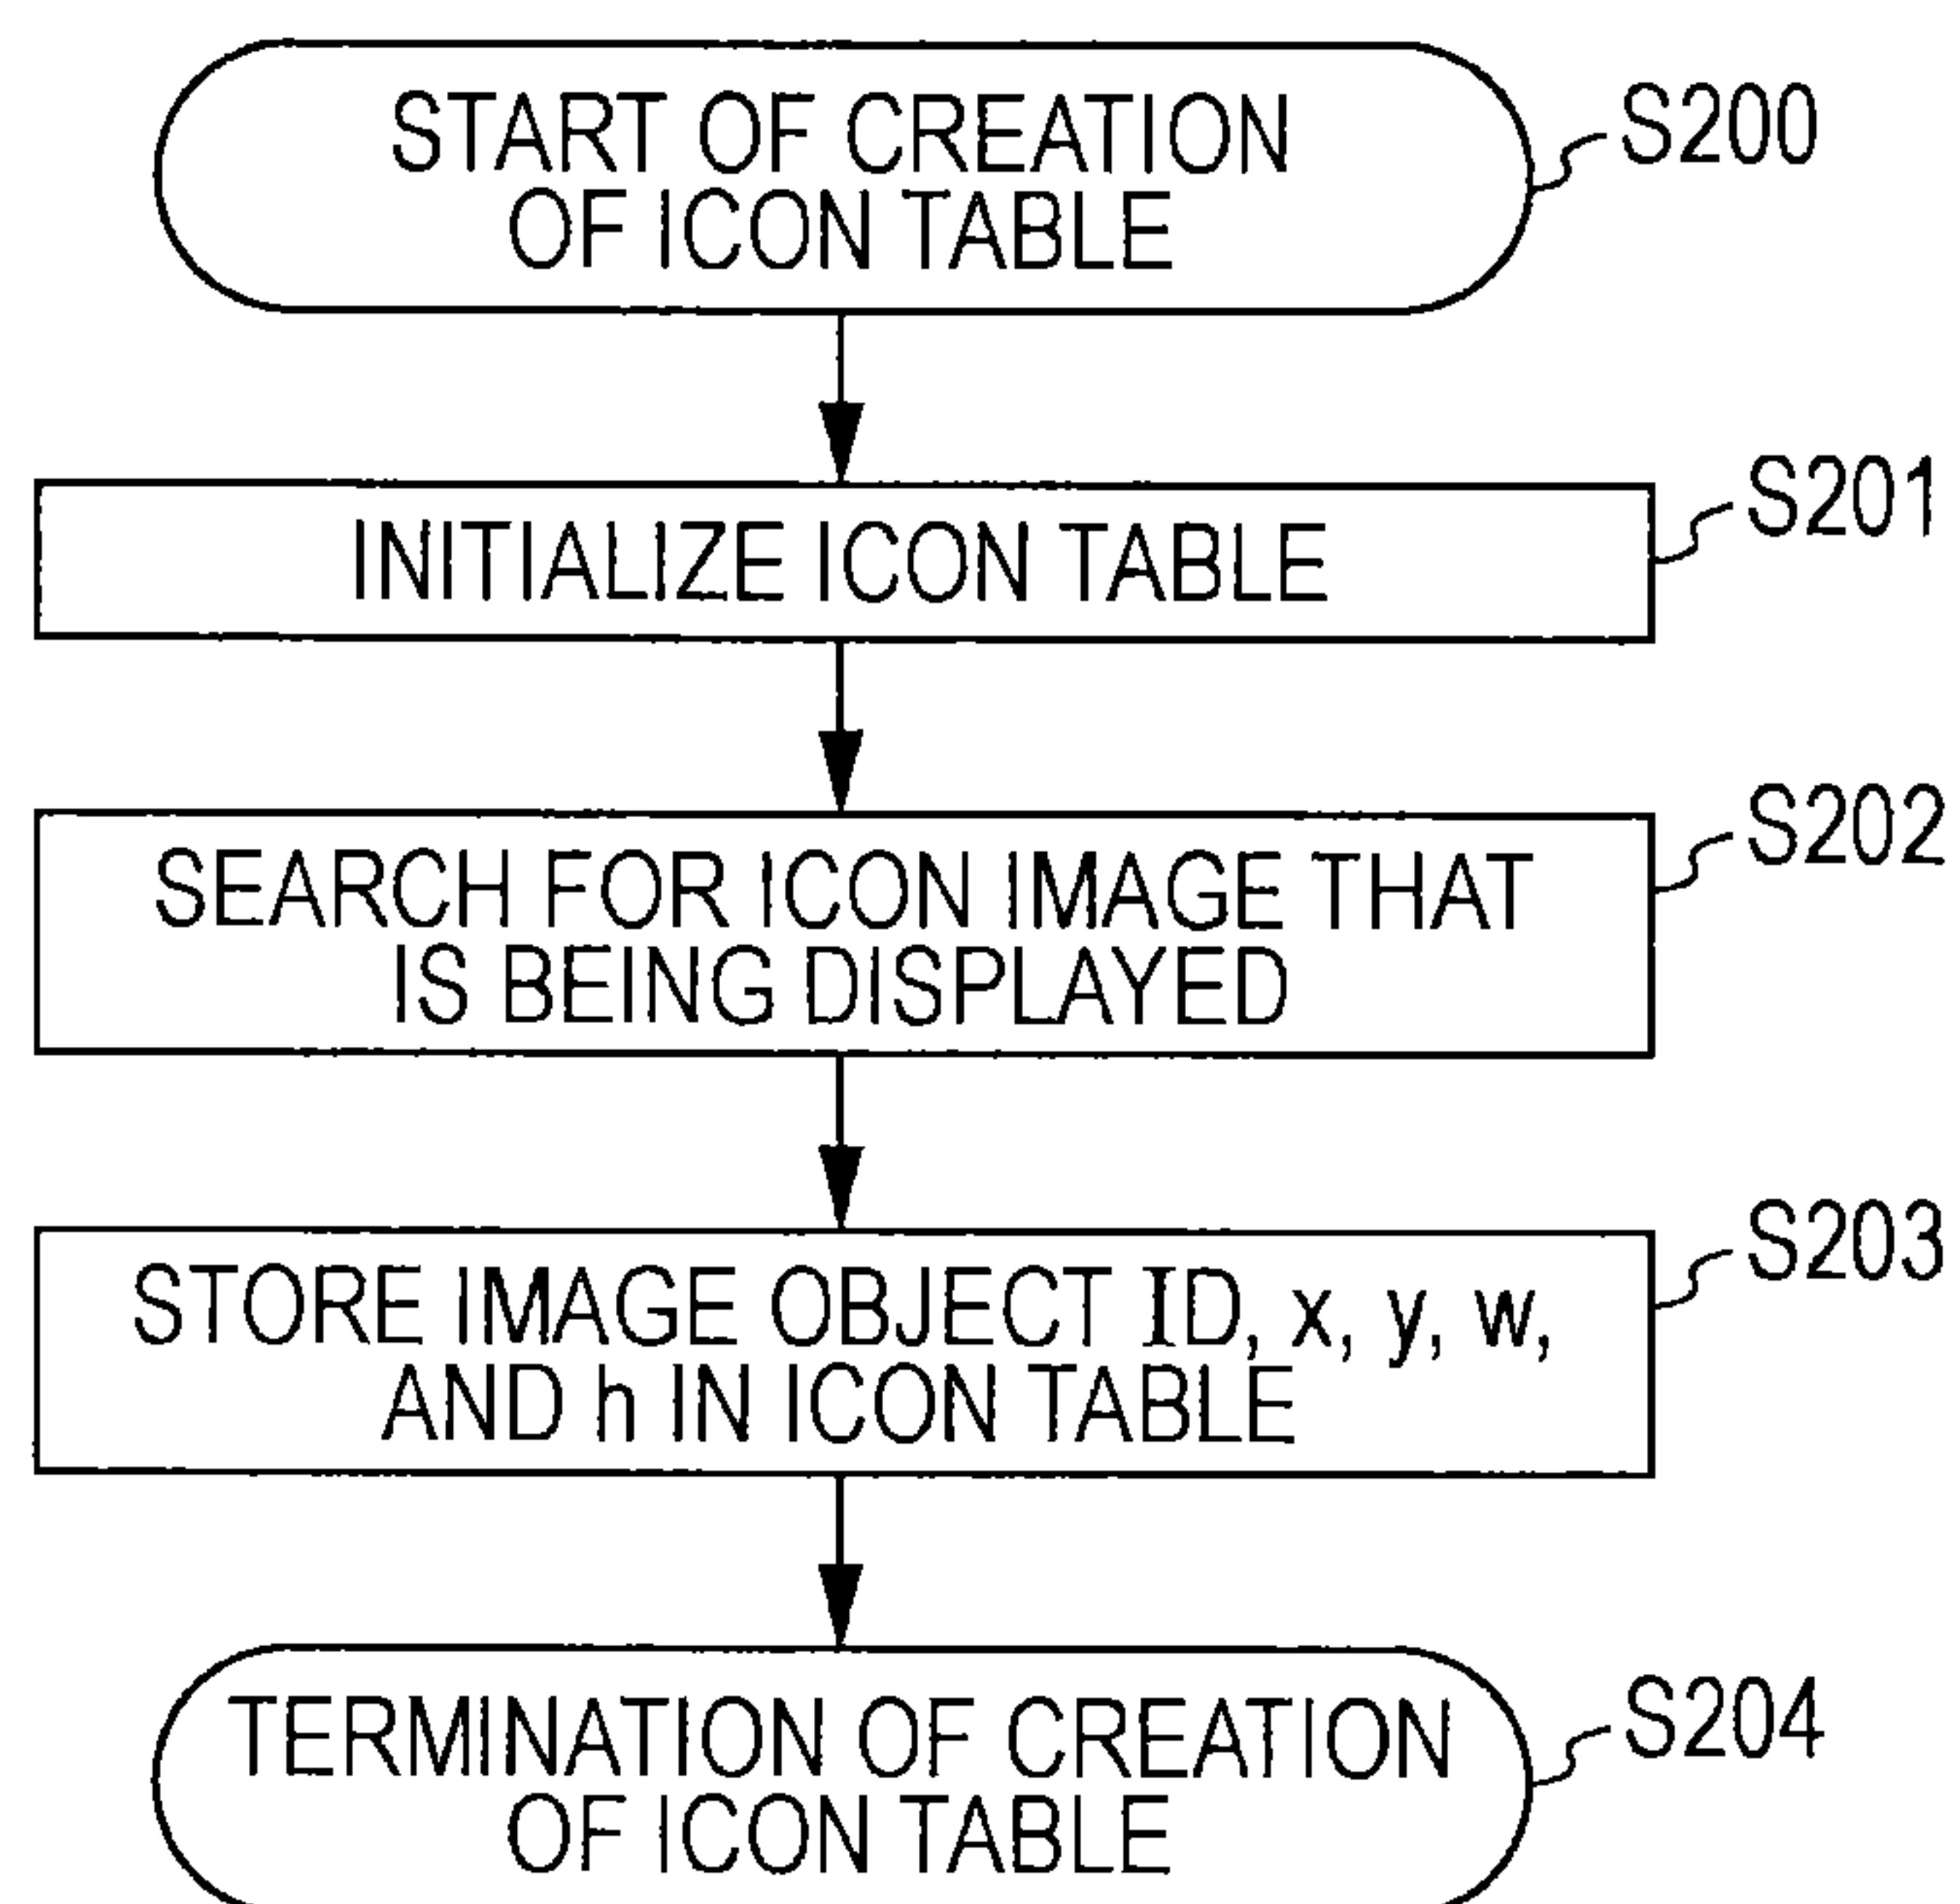 START OF CREATION
OF ICON TABLE
S200
INITIALIZE ICON TABLE
S201
SEARCH FOR ICON IMAGE THAT
IS BEING DISPLAYED
S202
STORE IMAGE OBJECT ID, x, y, w,
AND h IN ICON TABLE
S203
TERMINATION OF CREATION
OF ICON TABLE
S204